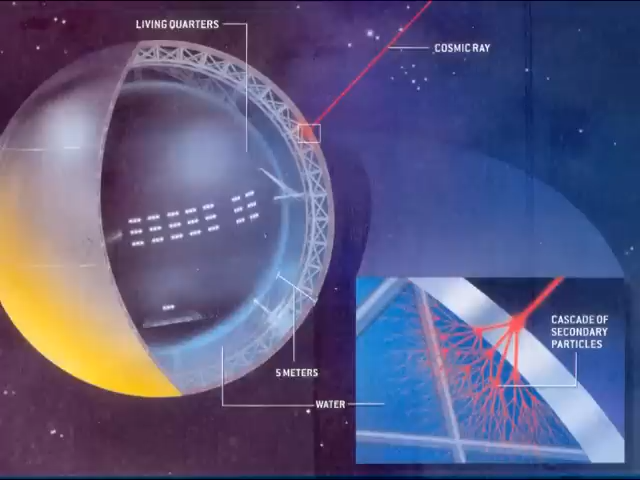 LIVING QUARTERS
COSMIC RAY
CASCADE OF
SECONDARY
PARTICLES
5 METERS
WATER